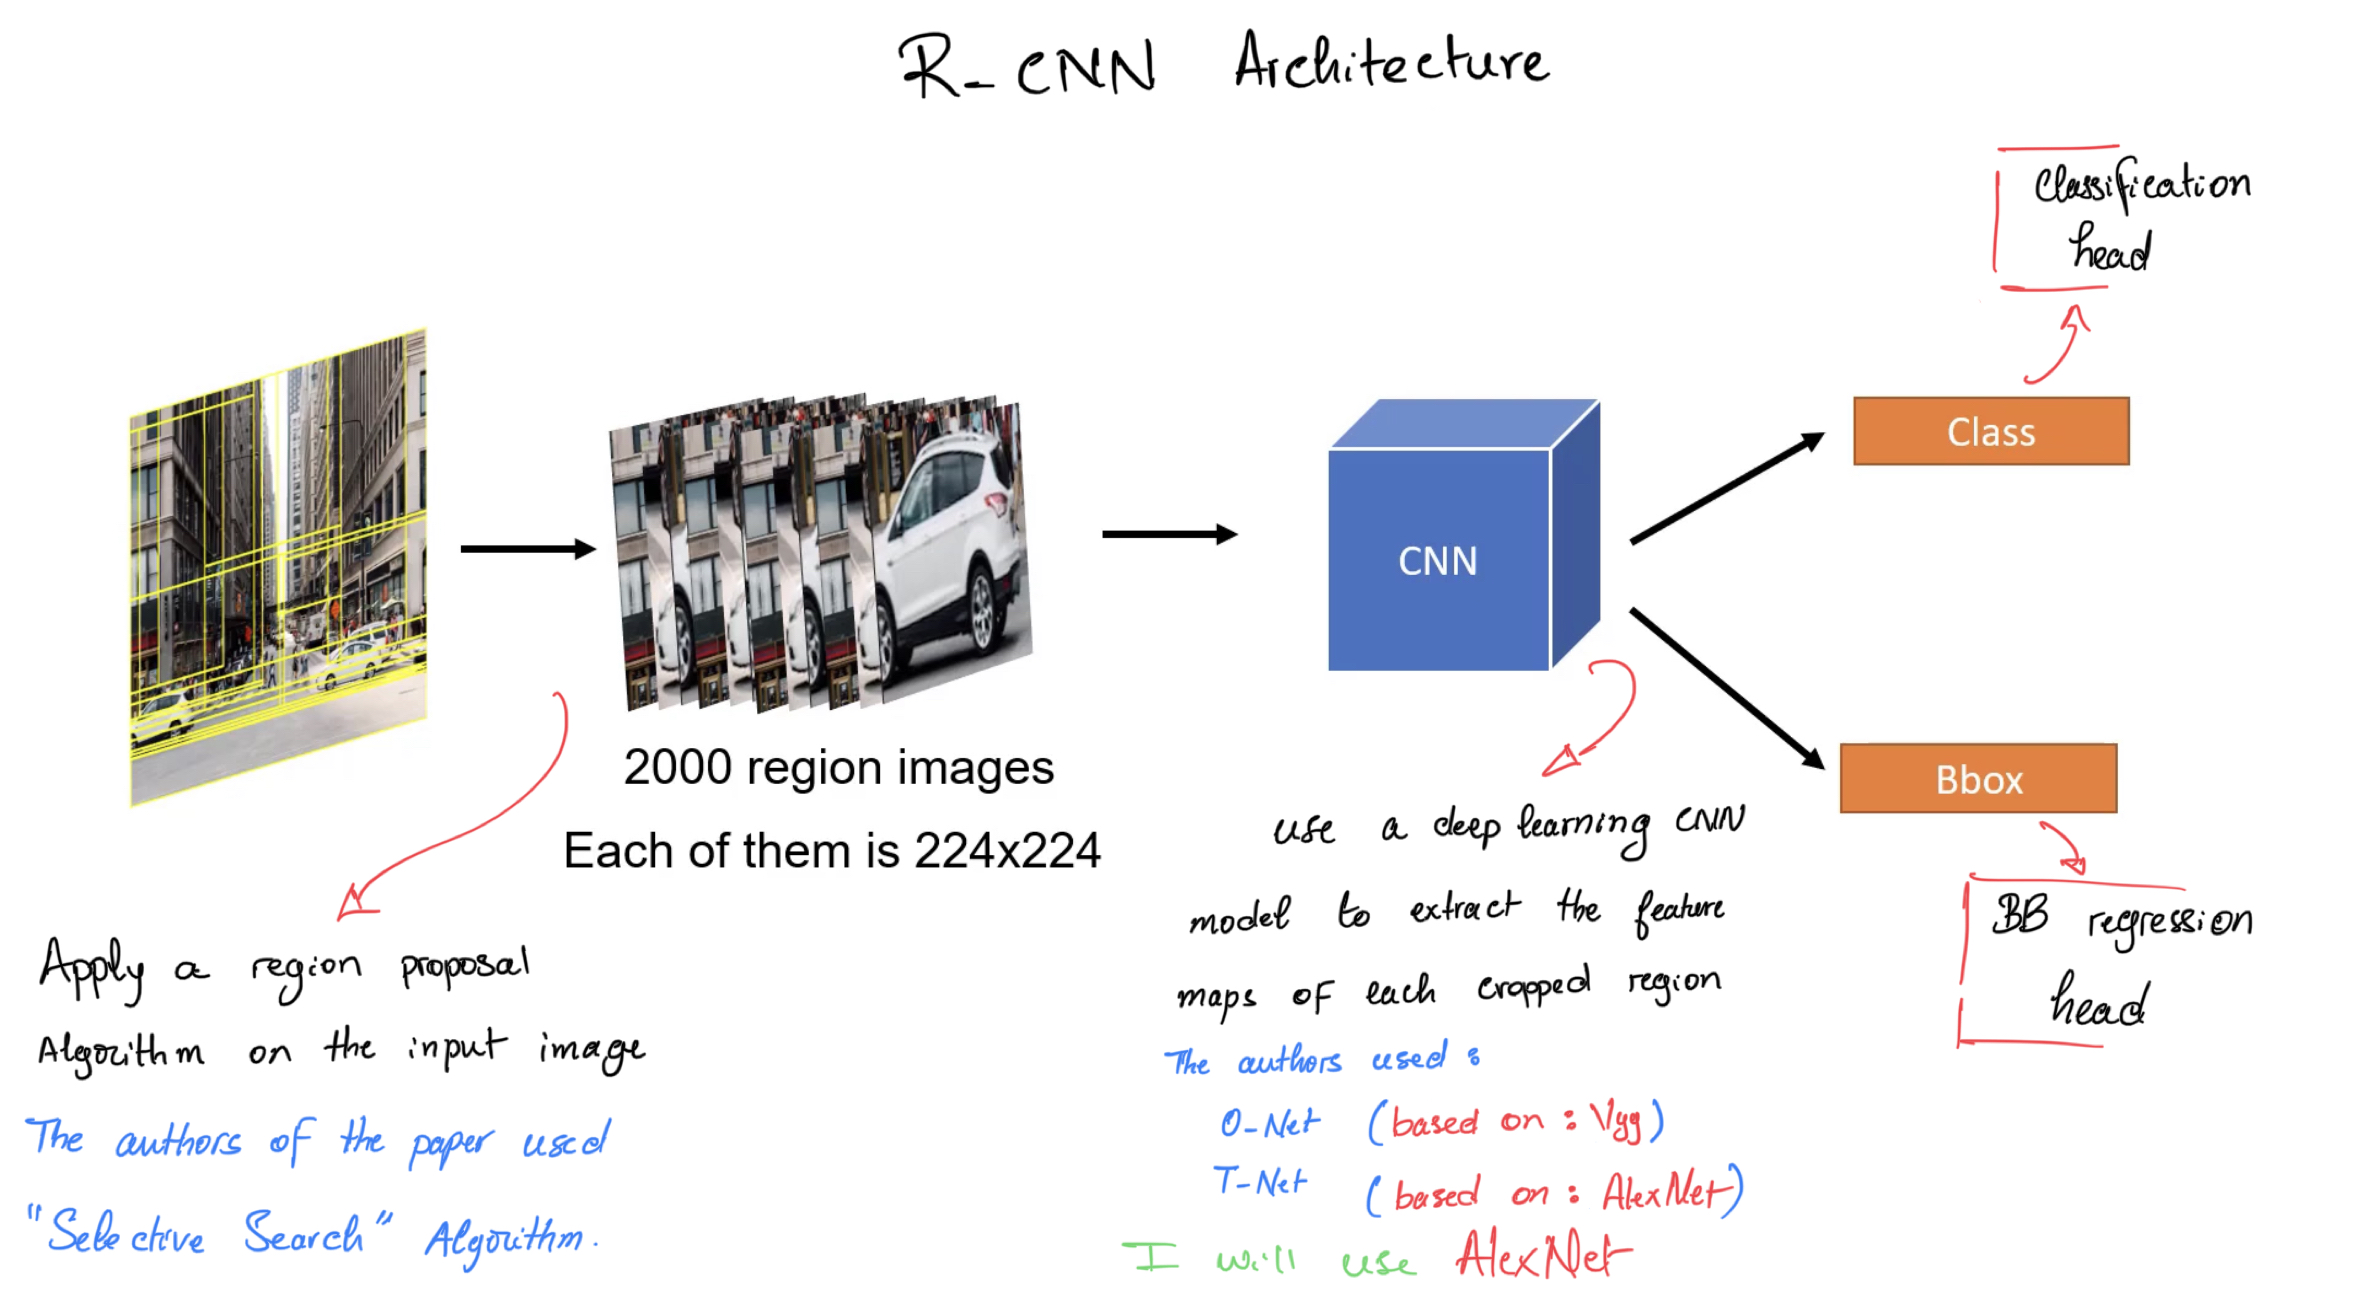 R-CNN Architecture
Classification
head
Class
CNN
2000 region images
Each of them is 224x224
Bbox
BB regression
head
Apply a region proposal
Algorithm on the input image
The authors of the paper used
"Selective Search" Algorithm.
use a deep learning CNN
model to extract the feature
maps of each cropped region
The authors used :
O-Net (based on : Vgg)
T-Net (based on : AlexNet)
I will use AlexNet